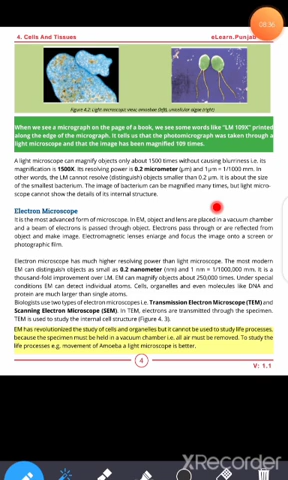 08:36
4. Cells And Tissues eLearn.Punjab
Figure 4.2: Light microscopic view; amoebae (left), unicellular algae (right)
When we see a micrograph on the page of a book, we see some words like "LM 109X" printed
along the edge of the micrograph. It tells us that the photomicrograph was taken through a
light microscope and that the image has been magnified 109 times.
A light microscope can magnify objects only about 1500 times without causing blurrness i.e. its
magnification is 1500X. Its resolving power is 0.2 micrometer (µm) and 1µm = 1/1000 mm. In
other words, the LM cannot resolve (distinguish) objects smaller than 0.2 µm. It is about the size
of the smallest bacterium. The image of bacterium can be magnified many times, but light micro-
scope cannot show the details of its internal structure.
Electron Microscope
It is the most advanced form of microscope. In EM, object and lens are placed in a vacuum chamber
and a beam of electrons is passed through object. Electrons pass through or are reflected from
object and make image. Electromagnetic lenses enlarge and focus the image onto a screen or
photographic film.
Electron microscope has much higher resolving power than light microscope. The most modern
EM can distinguish objects as small as 0.2 nanometer (nm) and 1 nm = 1/1000,000 mm. It is a
thousand-fold improvement over LM. EM can magnify objects about 250,000 times. Under special
conditions EM can detect individual atoms. Cells, organelles and even molecules like DNA and
protein are much larger than single atoms.
Biologists use two types of electron microscopes i.e. Transmission Electron Microscope (TEM) and
Scanning Electron Microscope (SEM). In TEM, electrons are transmitted through the specimen.
TEM is used to study the internal cell structure (Figure 4. 3).
EM has revolutionized the study of cells and organelles but it cannot be used to study life processes,
because the specimen must be held in a vacuum chamber i.e. all air must be removed. To study the
life processes e.g. movement of Amoeba a light microscope is better.
4
V: 1.1
XRecorder